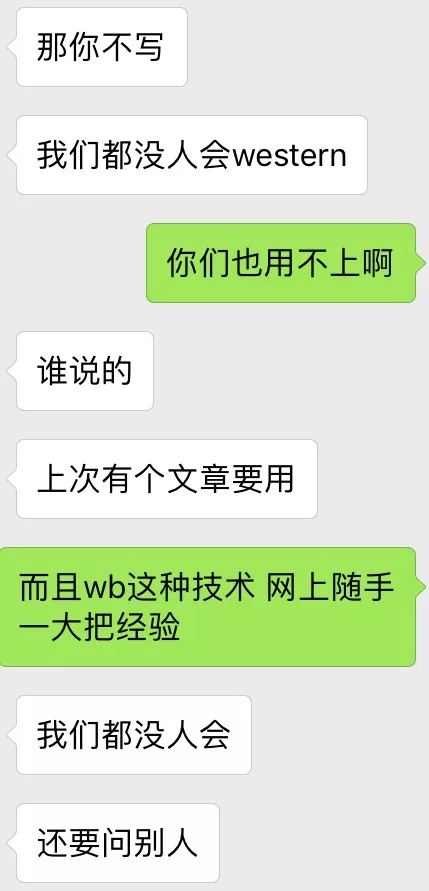 那你不写
我们都没人会western
你们也用不上啊
谁说的
上次有个文章要用
而且wb这种技术 网上随手
一大把经验
我们都没人会
还要问别人